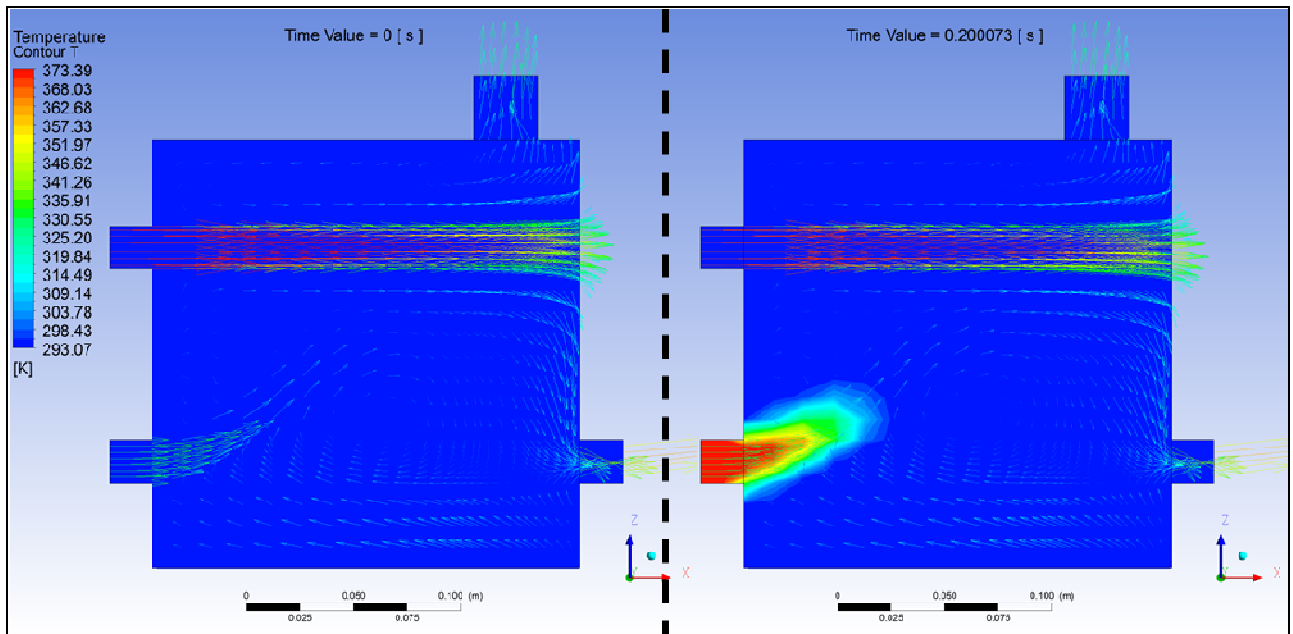 Temperature
Contour T
373.39
368.03
362.68
357.33
351.97
346.62
341.26
335.91
330.55
325.20
319.84
314.49
309.14
303.78
298.43
293.07
[K]
Time Value = 0 [ s ]
Z
Y
X
0 0.050 0.100 (m)
0.025 0.075
Time Value = 0.200073 [ s ]
Z
Y
X
0 0.050 0.100 (m)
0.025 0.075